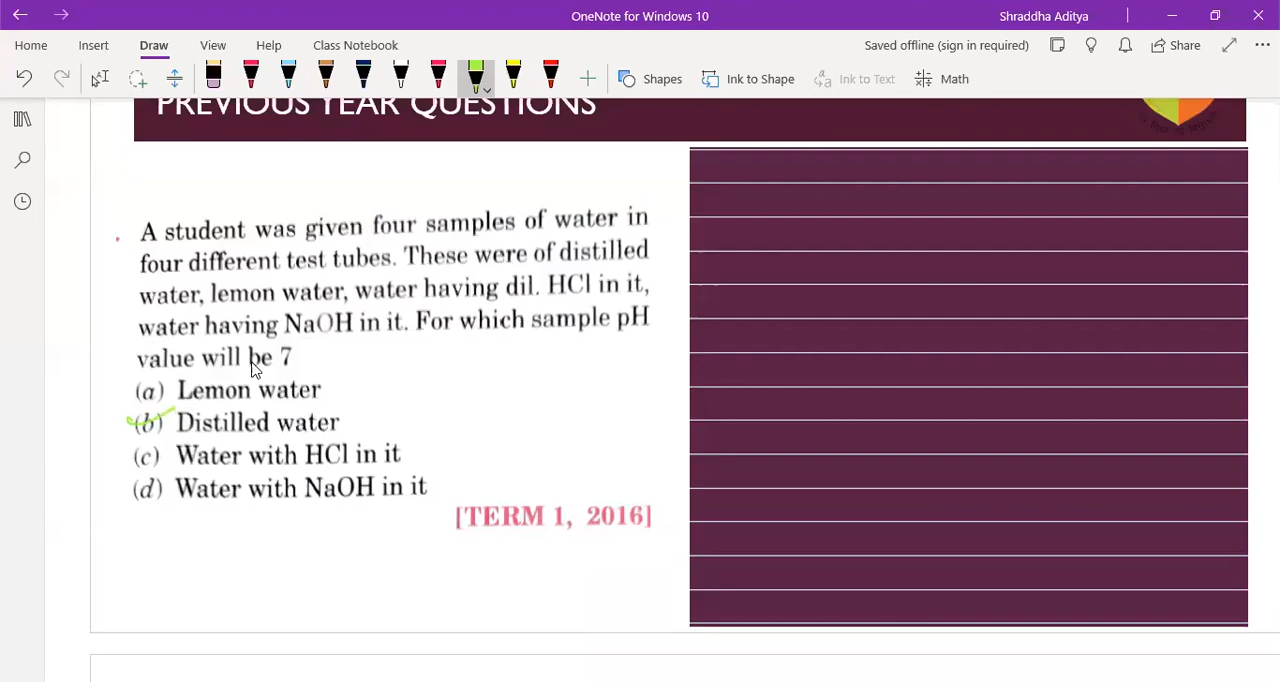 OneNote for Windows 10
Shraddha Aditya
Home Insert Draw View Help Class Notebook
Saved offline (sign in required) Share
Shapes Ink to Shape Ink to Text Math
PREVIOUS YEAR QUESTIONS
A student was given four samples of water in
four different test tubes. These were of distilled
water, lemon water, water having dil. HCl in it,
water having NaOH in it. For which sample pH
value will be 7
(a) Lemon water
(b) Distilled water
(c) Water with HCl in it
(d) Water with NaOH in it
[TERM 1, 2016]